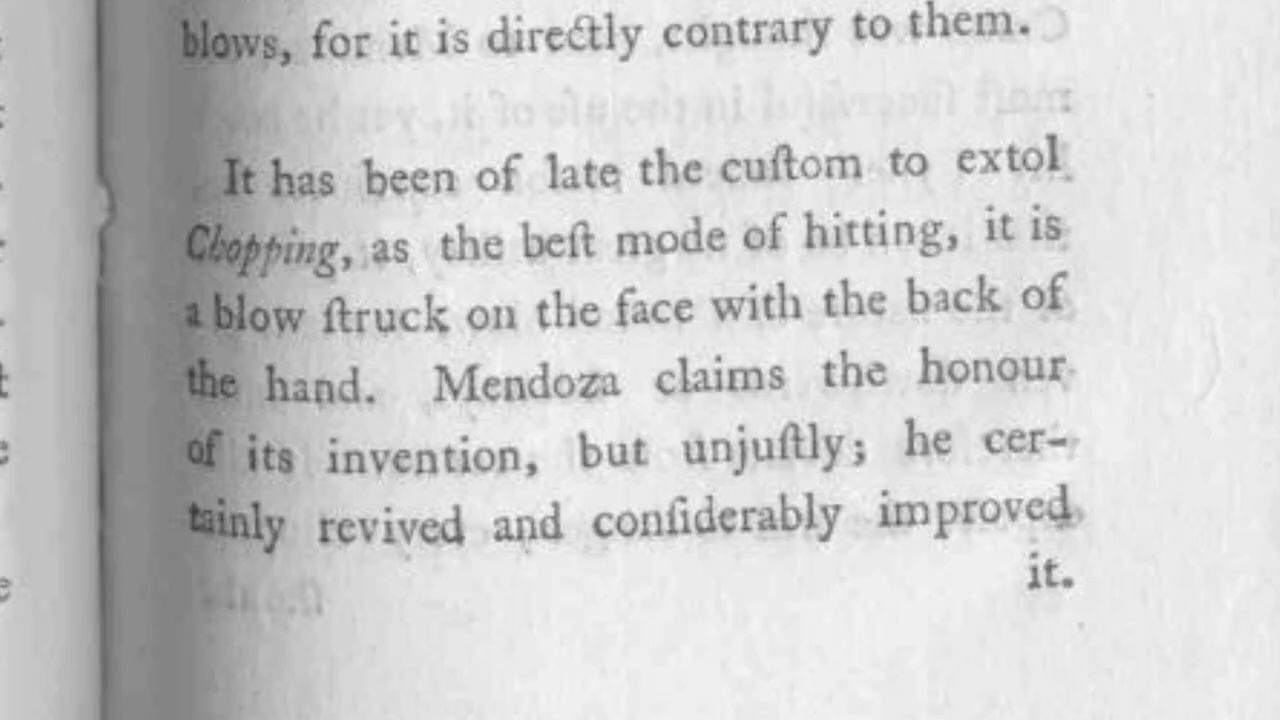 blows, for it is directly contrary to them.
It has been of late the cuſtom to extol
Chopping, as the beſt mode of hitting, it is
a blow ſtruck on the face with the back of
the hand. Mendoza claims the honour
of its invention, but unjuſtly; he cer-
tainly revived and conſiderably improved
it.